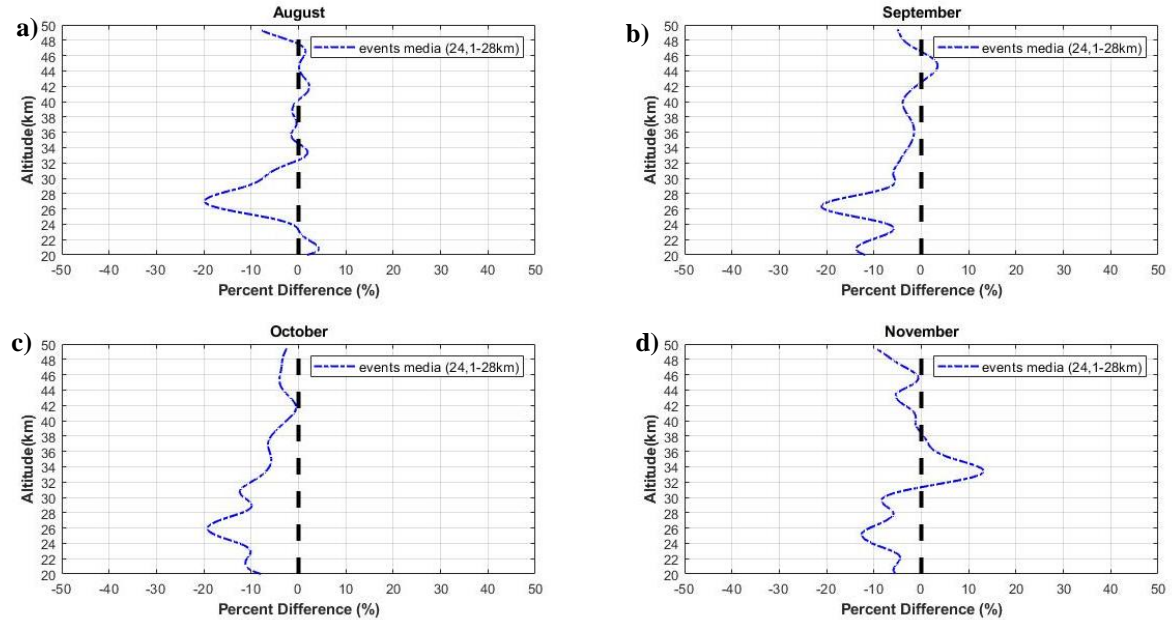 a)
August
events media (24,1-28km)
Altitude(km)
50
48
46
44
42
40
38
36
34
32
30
28
26
24
22
20
-50 -40 -30 -20 -10 0 10 20 30 40 50
Percent Difference (%)
b)
September
events media (24,1-28km)
Altitude(km)
50
48
46
44
42
40
38
36
34
32
30
28
26
24
22
20
-50 -40 -30 -20 -10 0 10 20 30 40 50
Percent Difference (%)
c)
October
events media (24,1-28km)
Altitude(km)
50
48
46
44
42
40
38
36
34
32
30
28
26
24
22
20
-50 -40 -30 -20 -10 0 10 20 30 40 50
Percent Difference (%)
d)
November
events media (24,1-28km)
Altitude(km)
50
48
46
44
42
40
38
36
34
32
30
28
26
24
22
20
-50 -40 -30 -20 -10 0 10 20 30 40 50
Percent Difference (%)